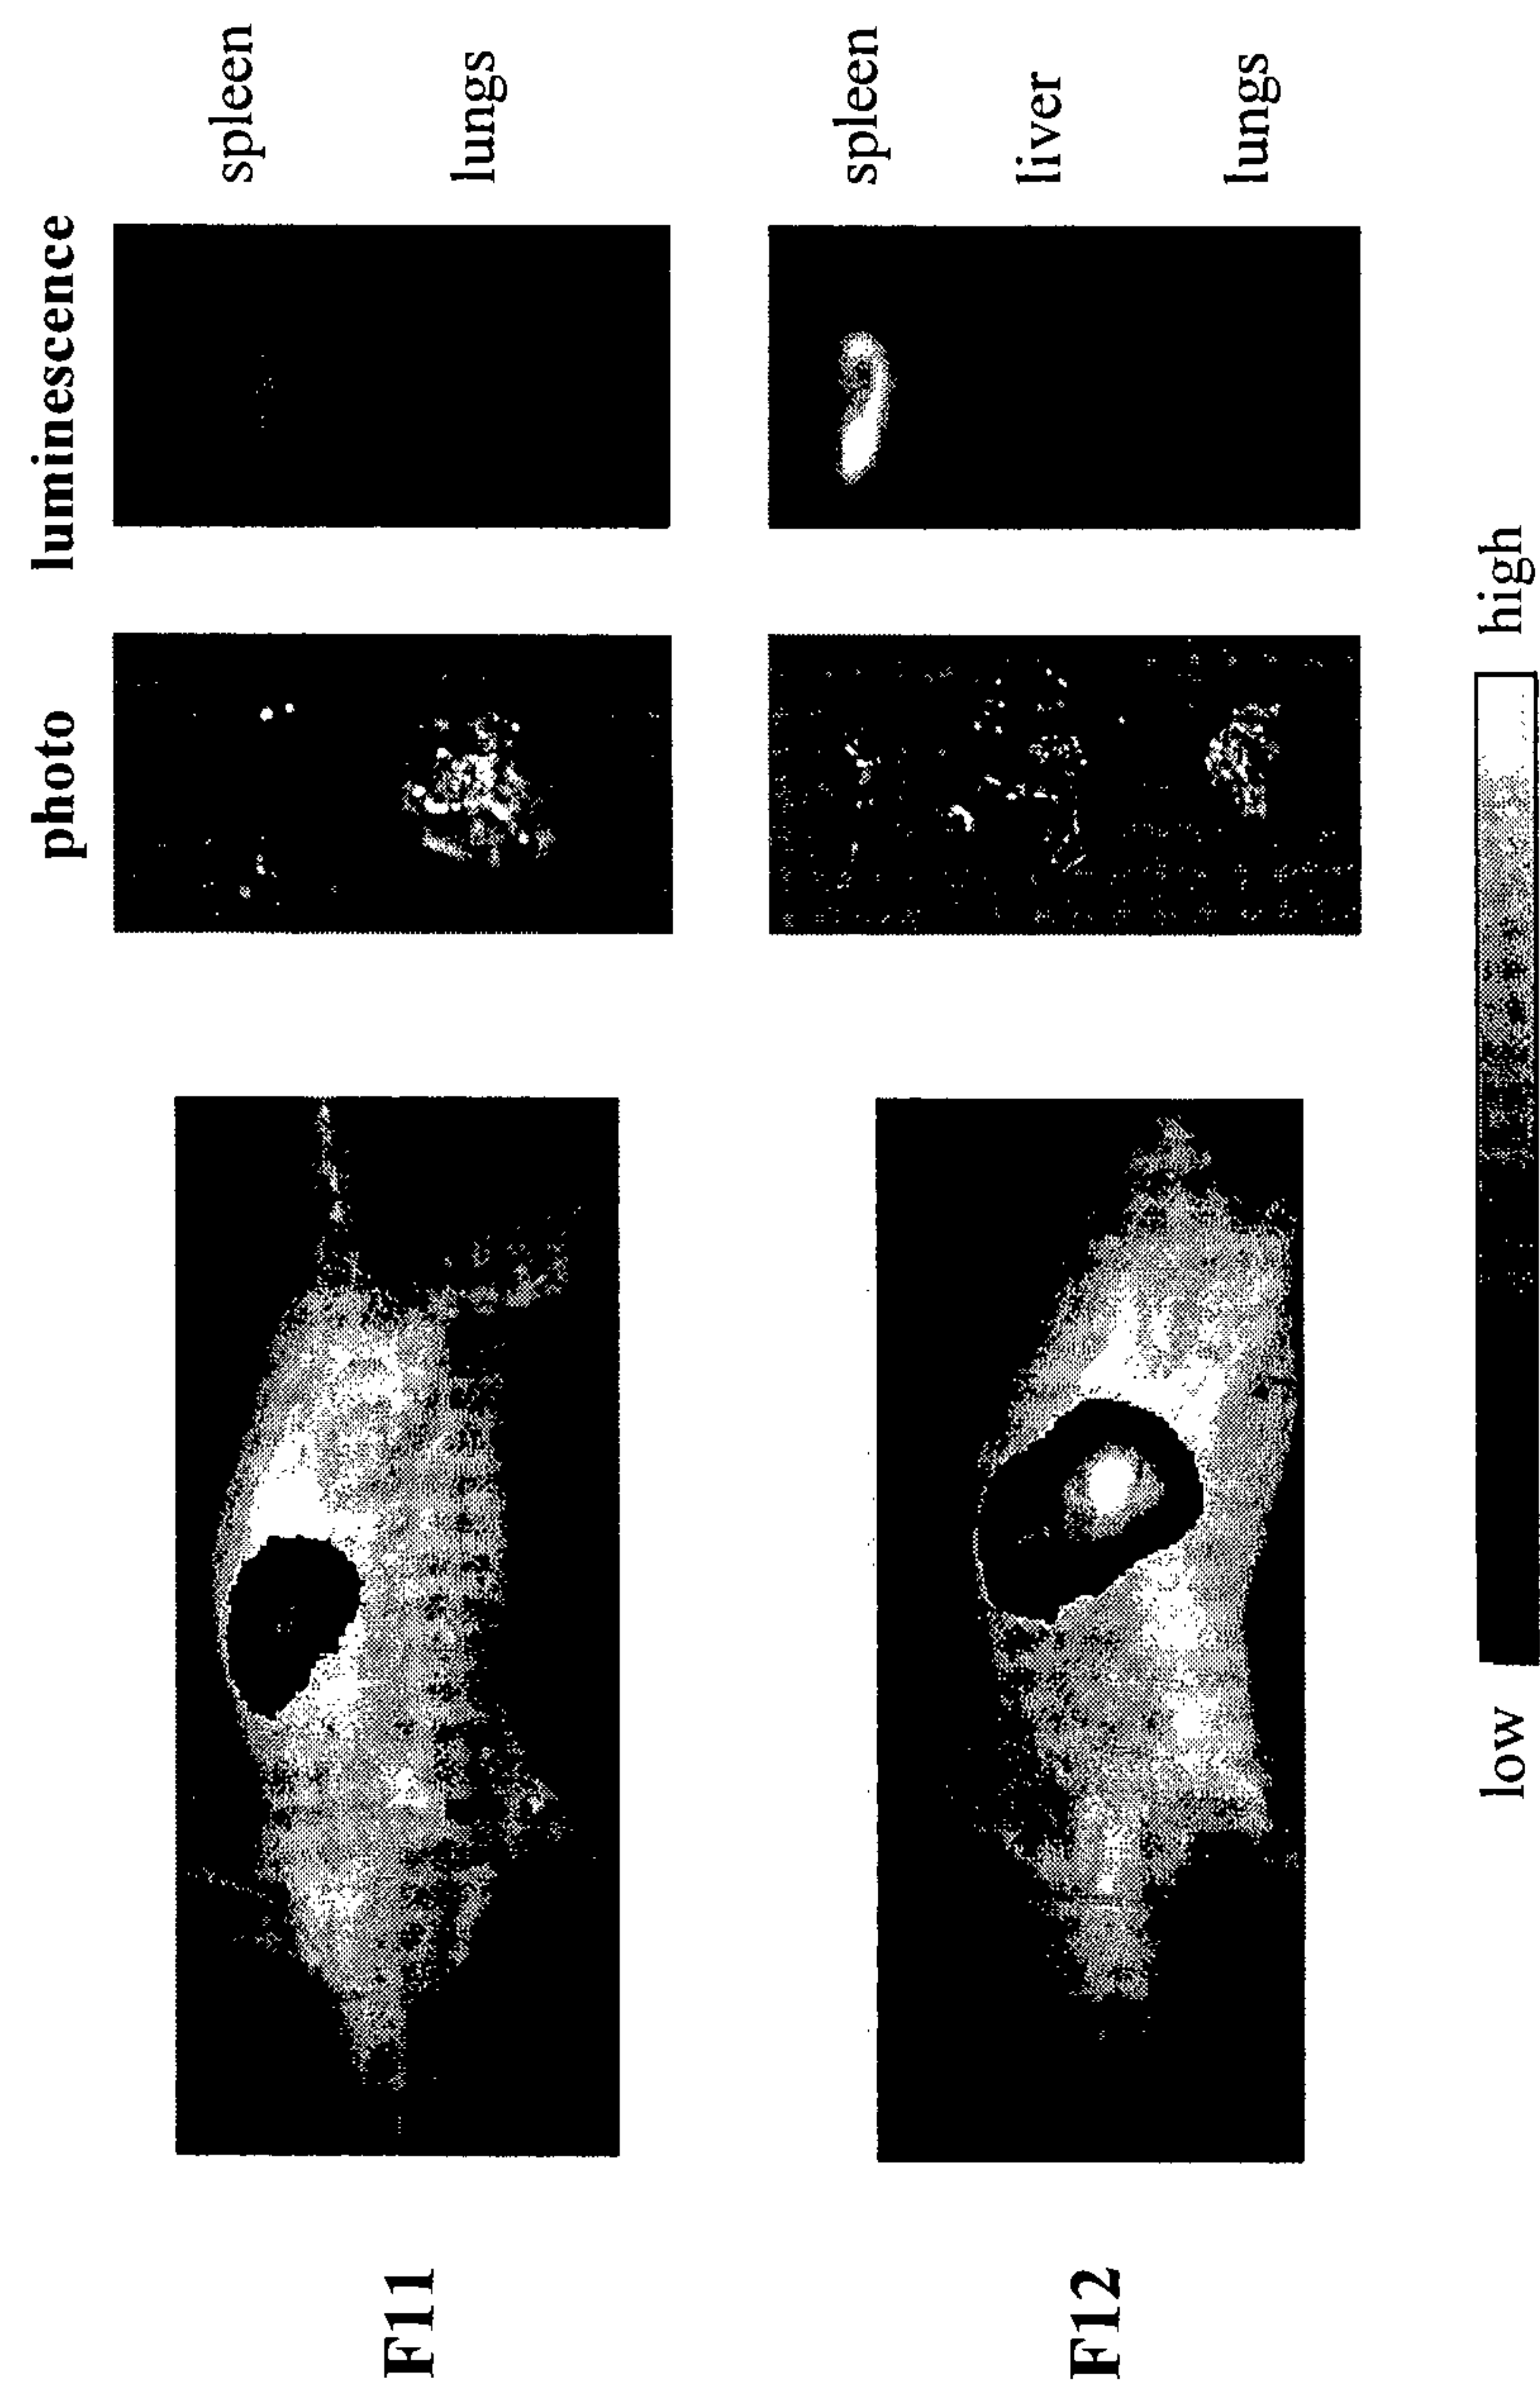 photo luminescence
F11
spleen
lungs
F12
spleen
liver
lungs
low high